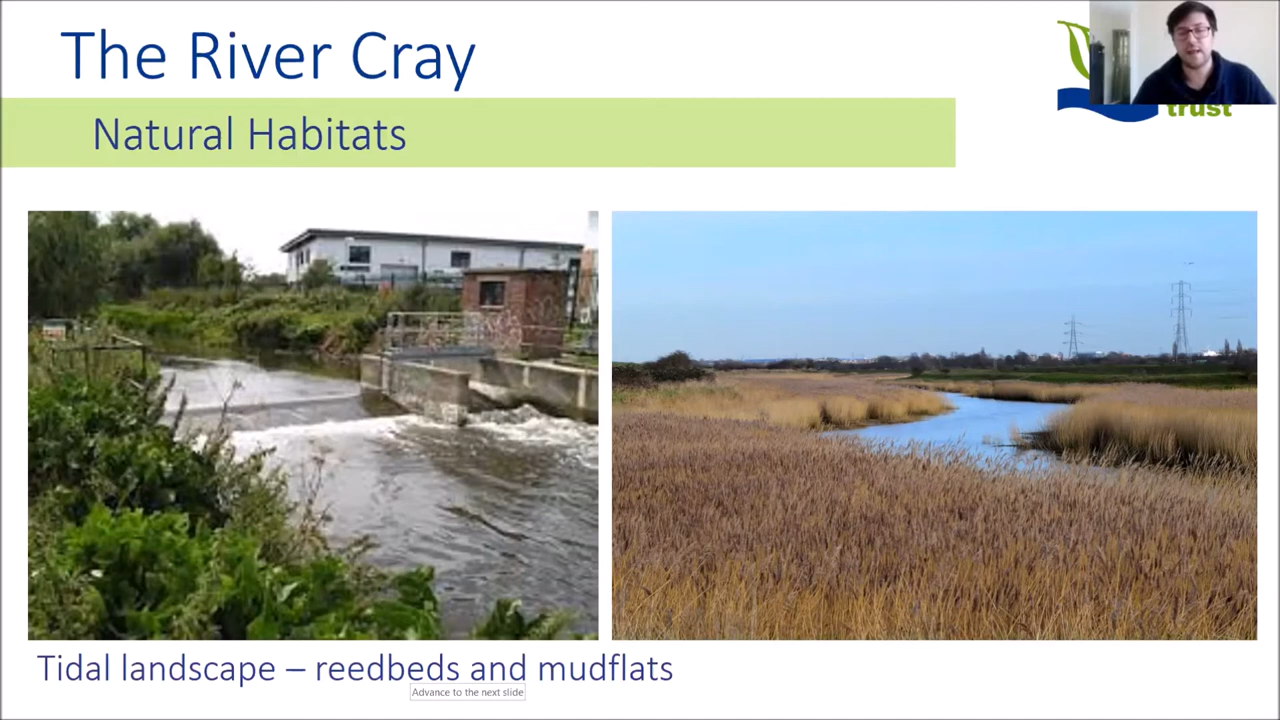 The River Cray
Natural Habitats
trust
Tidal landscape – reedbeds and mudflats
Advance to the next slide